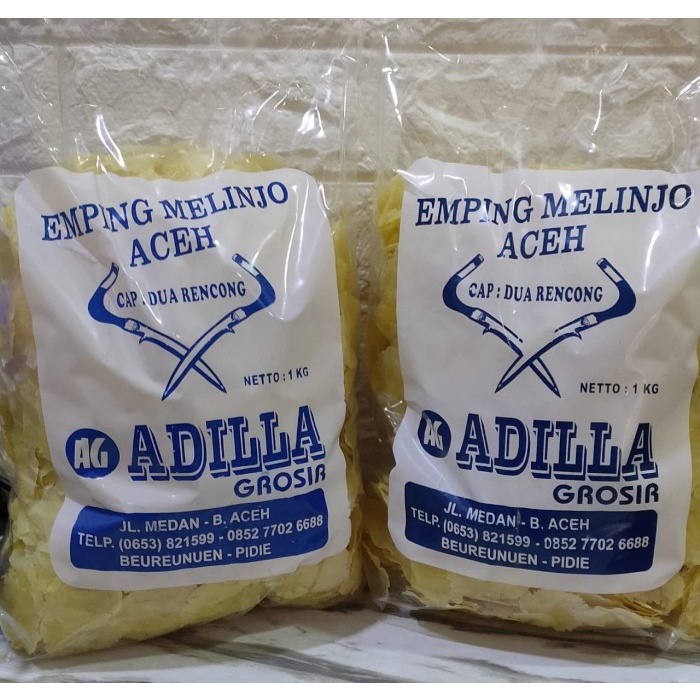 EMPING MELINJO
ACEH
CAP : DUA RENCONG
NETTO : 1 KG
AG ADILLA
GROSIR
JL. MEDAN - B. ACEH
TELP. (0653) 821599 - 0852 7702 6688
BEUREUNUEN - PIDIE
EMPING MELINJO
ACEH
CAP : DUA RENCONG
NETTO : 1 KG
AG ADILLA
GROSIR
JL. MEDAN - B. ACEH
TELP. (0653) 821599 - 0852 7702 6688
BEUREUNUEN - PIDIE